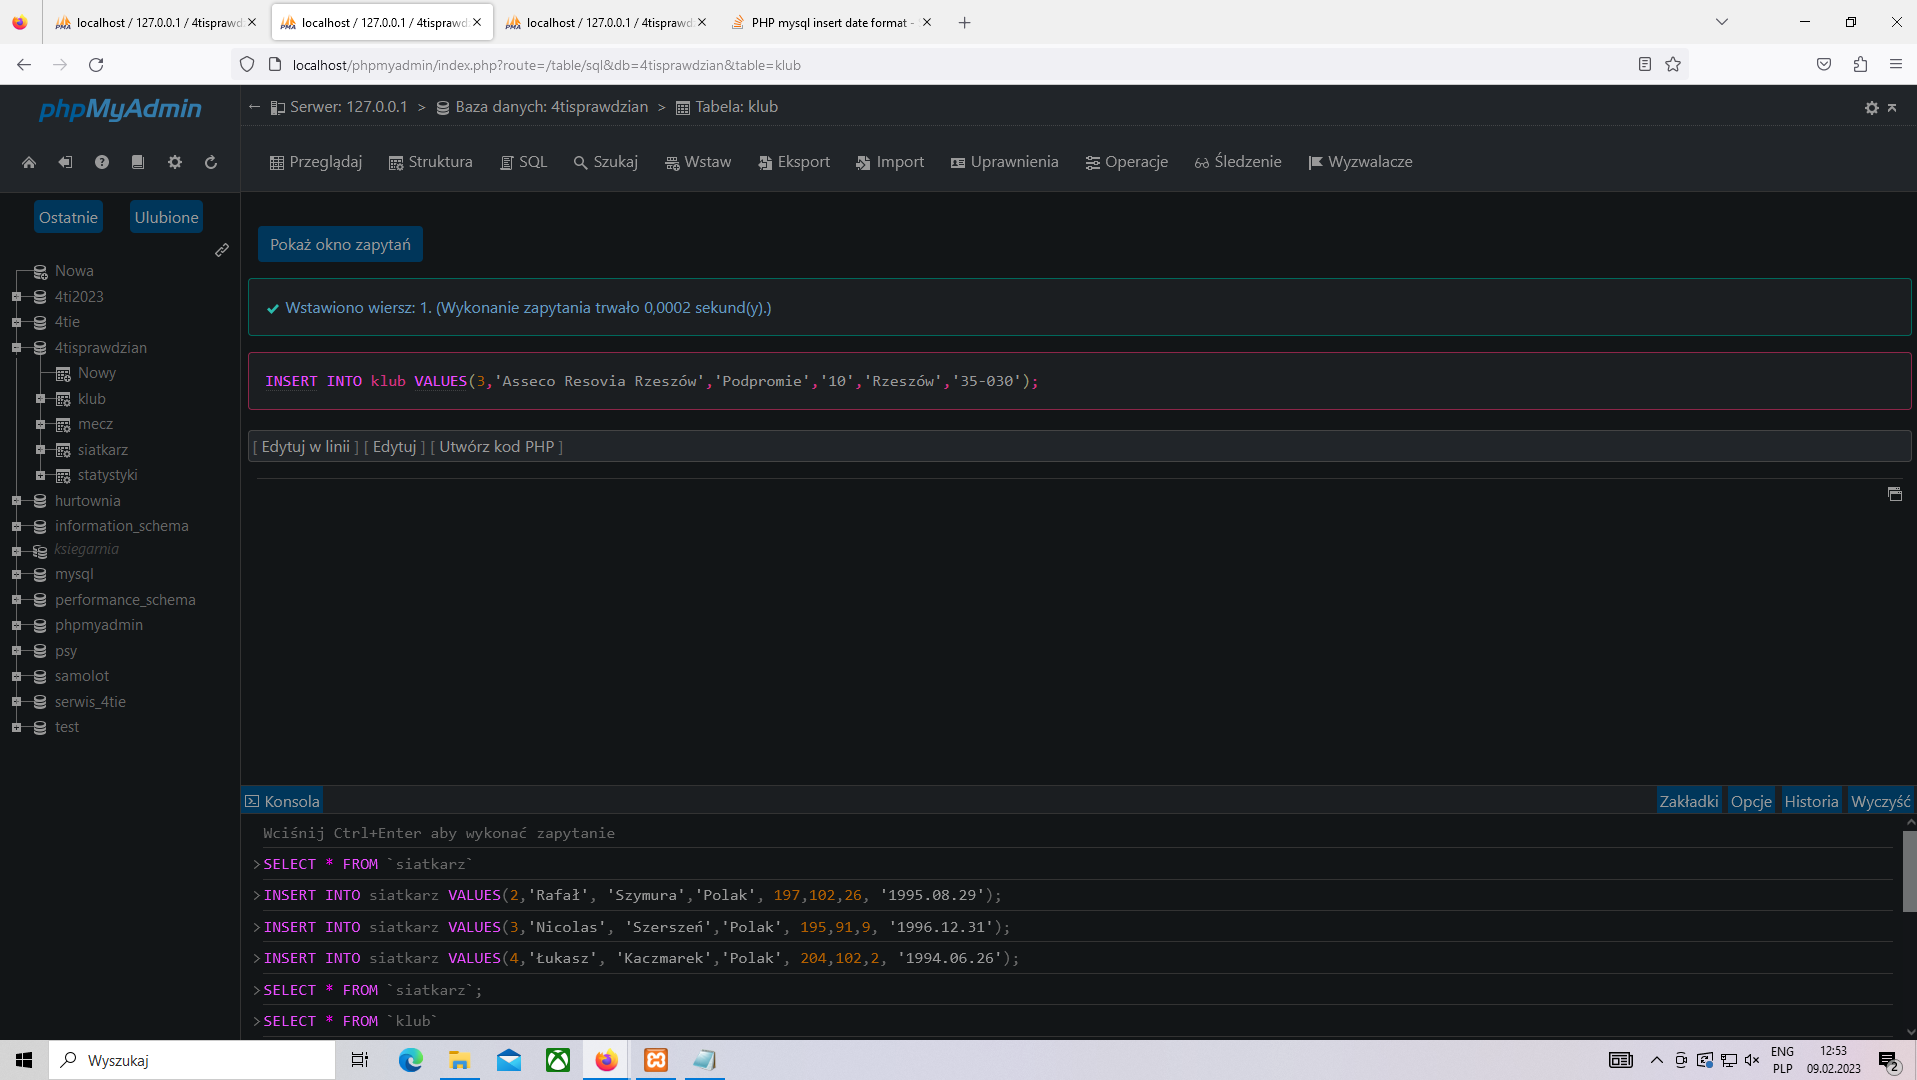 localhost / 127.0.0.1 / 4tisprawd
localhost / 127.0.0.1 / 4tisprawd
localhost / 127.0.0.1 / 4tisprawd
PHP mysql insert date format -
localhost/phpmyadmin/index.php?route=/table/sql&db=4tisprawdzian&table=klub
phpMyAdmin
Serwer: 127.0.0.1 > Baza danych: 4tisprawdzian > Tabela: klub
Przeglądaj Struktura SQL Szukaj Wstaw Eksport Import Uprawnienia Operacje Śledzenie Wyzwalacze
Ostatnie Ulubione
Nowa
4ti2023
4tie
4tisprawdzian
Nowy
klub
mecz
siatkarz
statystyki
hurtownia
information_schema
ksiegarnia
mysql
performance_schema
phpmyadmin
psy
samolot
serwis_4tie
test
Pokaż okno zapytań
Wstawiono wiersz: 1. (Wykonanie zapytania trwało 0,0002 sekund(y).)
INSERT INTO klub VALUES(3,'Asseco Resovia Rzeszów','Podpromie','10','Rzeszów','35-030');
[ Edytuj w linii ] [ Edytuj ] [ Utwórz kod PHP ]
Konsola
Zakładki Opcje Historia Wyczyść
Wciśnij Ctrl+Enter aby wykonać zapytanie
>SELECT * FROM `siatkarz`
>INSERT INTO siatkarz VALUES(2,'Rafał', 'Szymura','Polak', 197,102,26, '1995.08.29');
>INSERT INTO siatkarz VALUES(3,'Nicolas', 'Szerszeń','Polak', 195,91,9, '1996.12.31');
>INSERT INTO siatkarz VALUES(4,'Łukasz', 'Kaczmarek','Polak', 204,102,2, '1994.06.26');
>SELECT * FROM `siatkarz`;
>SELECT * FROM `klub`
Wyszukaj
ENG
PLP
12:53
09.02.2023
2